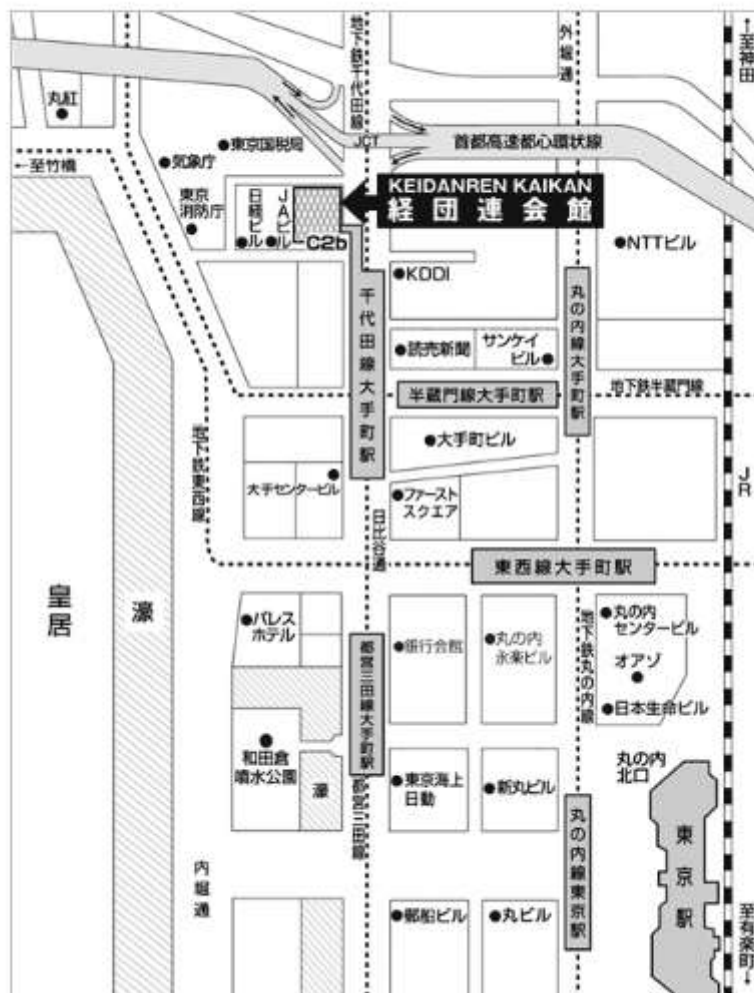 ←至神田
外堀通
地下鉄千代田線
丸紅
東京国税局
気象庁
JCT
首都高速都心環状線
←至竹橋
東京
消防庁
日経ビル
JAビル
C2b
KEIDANREN KAIKAN
経団連会館
NTTビル
KDDI
千代田線大手町駅
丸の内線大手町駅
読売新聞
サンケイ
ビル
半蔵門線大手町駅
地下鉄半蔵門線
大手町ビル
地下鉄東西線
大手センタービル
ファースト
スクエア
JR
日比谷通
東西線大手町駅
皇居
濠
パレス
ホテル
都営三田線大手町駅
銀行会館
丸の内
永楽ビル
地下鉄丸の内線
丸の内
センタービル
オアゾ
日本生命ビル
和田倉
噴水公園
濠
都営三田線
東京海上
日動
新丸ビル
丸の内
北口
丸の内線東京駅
東京駅
内堀通
郵船ビル
丸ビル
至有楽町→